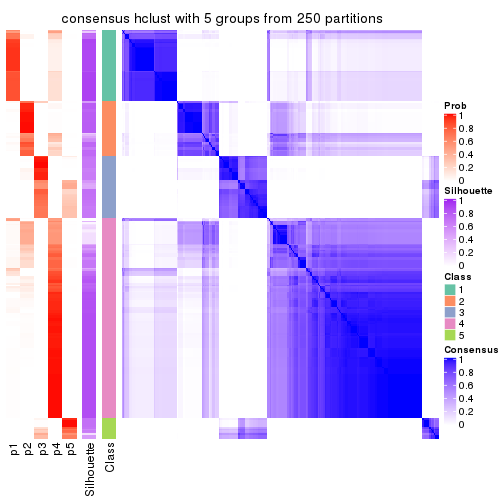 consensus hclust with 5 groups from 250 partitions
Prob
1
0.8
0.6
0.4
0.2
0
Silhouette
1
0.8
0.6
0.4
0.2
0
Class
1
2
3
4
5
Consensus
1
0.8
0.6
0.4
0.2
0
p1
p2
p3
p4
p5
Silhouette
Class